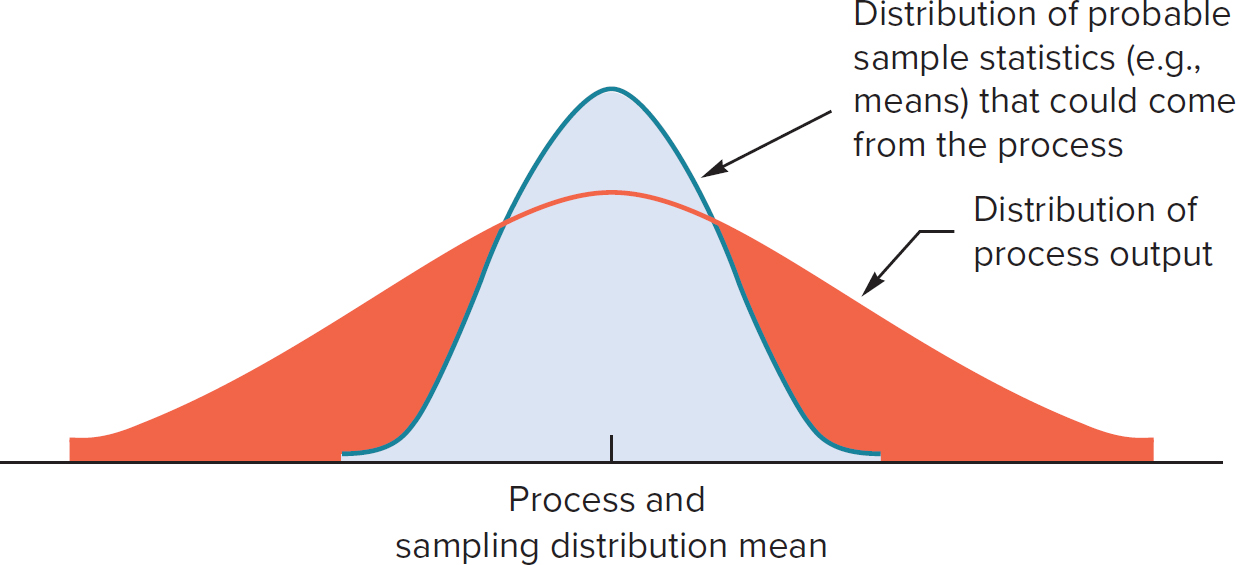 Distribution of probable
sample statistics (e.g.,
means) that could come
from the process
Distribution of
process output
Process and
sampling distribution mean